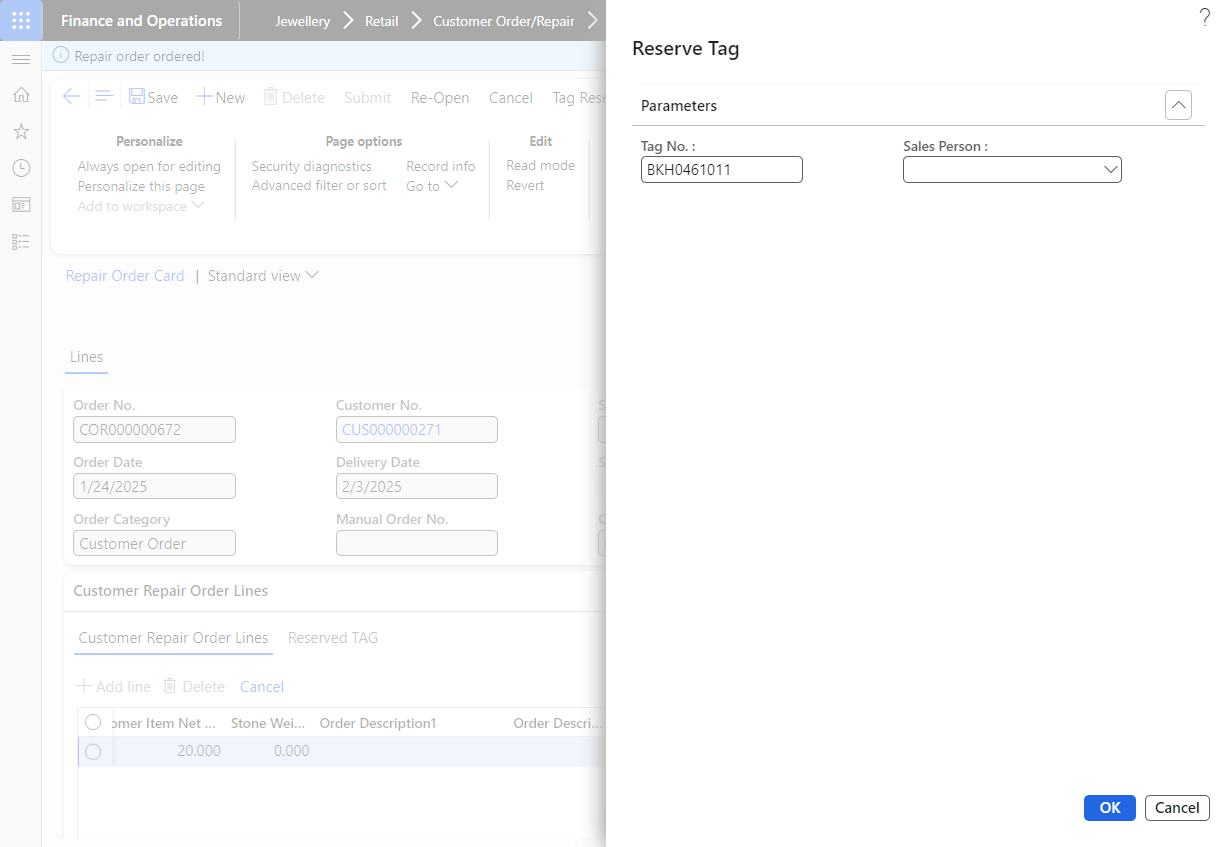 Finance and Operations
Jewellery
Retail
Customer Order/Repair
?
Repair order ordered!
Save
New
Delete
Submit
Re-Open
Cancel
Tag Rese
Personalize
Always open for editing
Personalize this page
Add to workspace
Page options
Security diagnostics
Advanced filter or sort
Record info
Go to
Edit
Read mode
Revert
Repair Order Card | Standard view
Lines
Order No.
COR000000672
Customer No.
CUS000000271
Order Date
1/24/2025
Delivery Date
2/3/2025
Order Category
Customer Order
Manual Order No.
Customer Repair Order Lines
Customer Repair Order Lines
Reserved TAG
Add line
Delete
Cancel
omer Item Net ...
Stone Wei...
Order Description1
Order Descri...
20.000
0.000
Reserve Tag
Parameters
Tag No. :
BKH0461011
Sales Person :
OK
Cancel